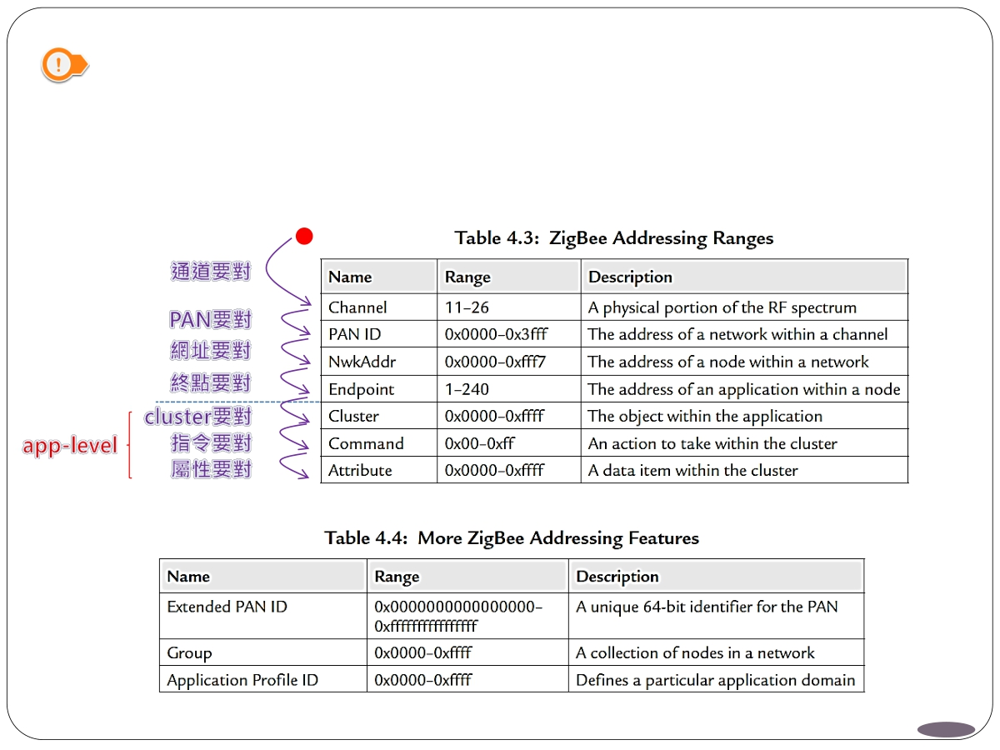 Table 4.3: ZigBee Addressing Ranges
Name Range Description
通道要對
Channel 11–26 A physical portion of the RF spectrum
PAN要對
PAN ID 0x0000–0x3fff The address of a network within a channel
網址要對
NwkAddr 0x0000–0xfff7 The address of a node within a network
終點要對
Endpoint 1–240 The address of an application within a node
cluster要對
Cluster 0x0000–0xffff The object within the application
app-level
指令要對
Command 0x00–0xff An action to take within the cluster
屬性要對
Attribute 0x0000–0xffff A data item within the cluster
Table 4.4: More ZigBee Addressing Features
Name Range Description
Extended PAN ID 0x0000000000000000– A unique 64-bit identifier for the PAN
0xffffffffffffffff
Group 0x0000–0xffff A collection of nodes in a network
Application Profile ID 0x0000–0xffff Defines a particular application domain